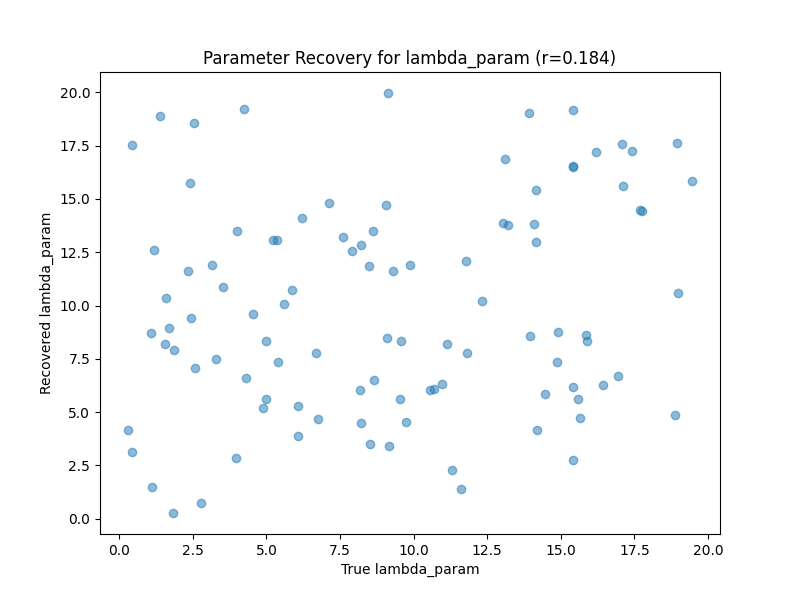 Parameter Recovery for lambda_param (r=0.184)
Recovered lambda_param
20.0
17.5
15.0
12.5
10.0
7.5
5.0
2.5
0.0
0.0 2.5 5.0 7.5 10.0 12.5 15.0 17.5 20.0
True lambda_param